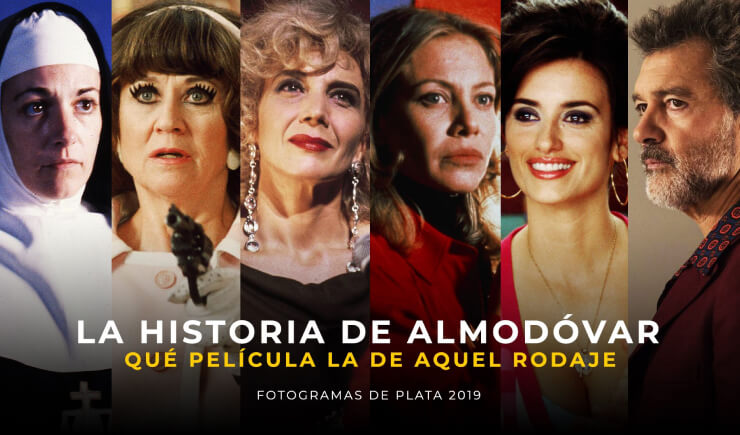 LA HISTORIA DE ALMODÓVAR
QUÉ PELÍCULA LA DE AQUEL RODAJE
FOTOGRAMAS DE PLATA 2019